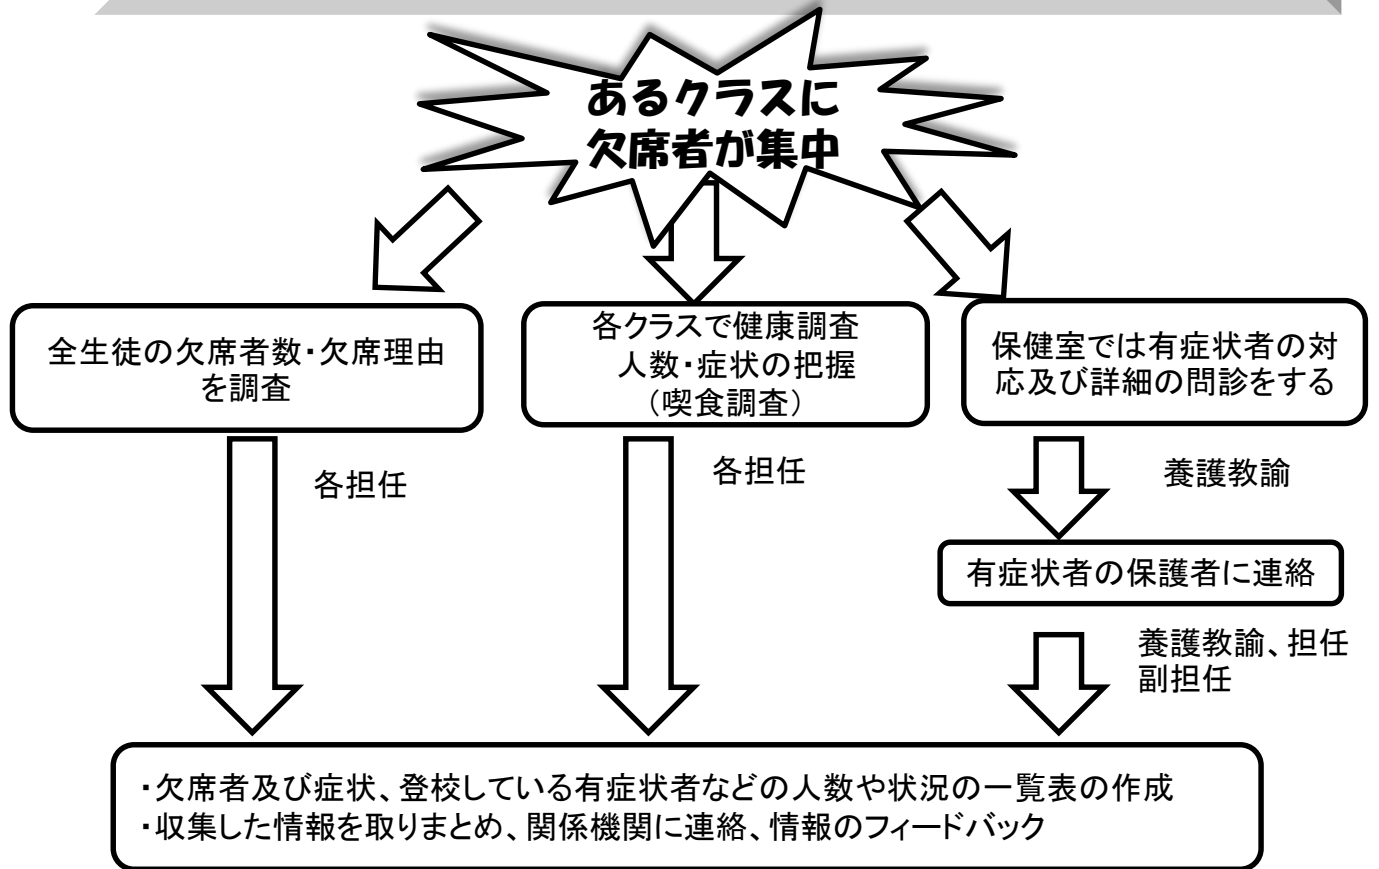 あるクラスに
欠席者が集中
全生徒の欠席者数・欠席理由
を調査
各クラスで健康調査
人数・症状の把握
（喫食調査）
保健室では有症状者の対
応及び詳細の問診をする
各担任
各担任
養護教諭
有症状者の保護者に連絡
養護教諭、担任
副担任
・欠席者及び症状、登校している有症状者などの人数や状況の一覧表の作成
・収集した情報を取りまとめ、関係機関に連絡、情報のフィードバック